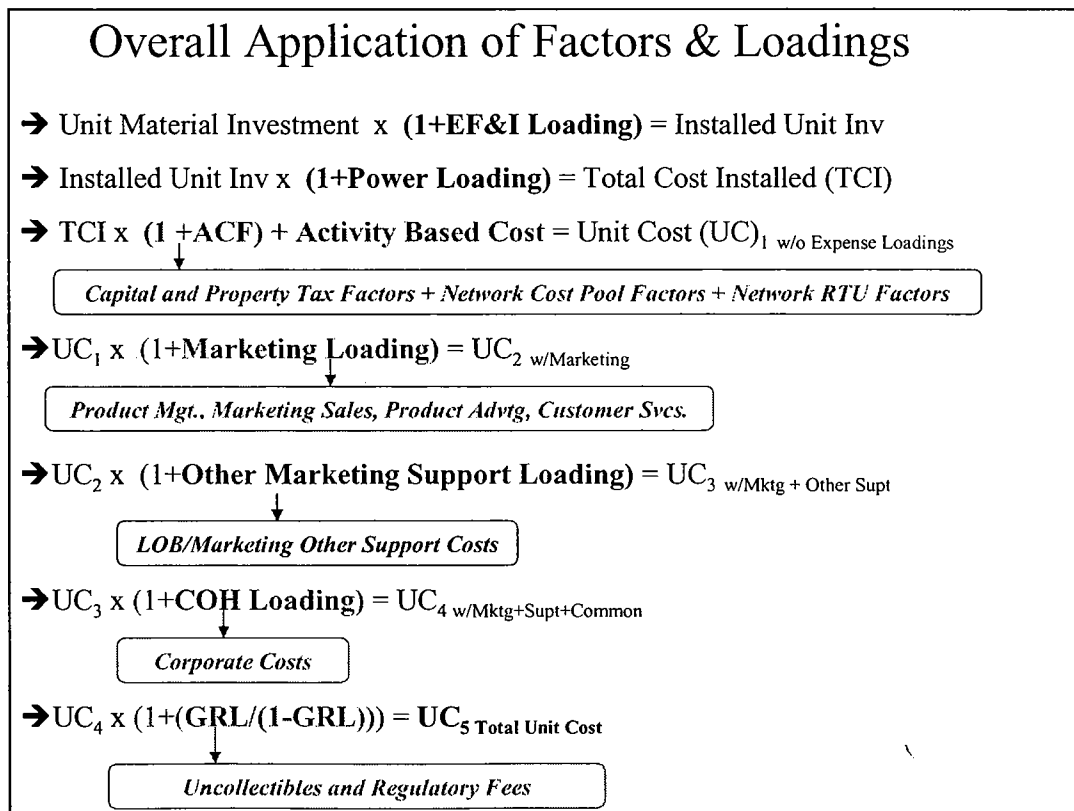 Overall Application of Factors & Loadings
➔ Unit Material Investment x (1+EF&I Loading) = Installed Unit Inv
➔ Installed Unit Inv x (1+Power Loading) = Total Cost Installed (TCI)
➔ TCI x (1 +ACF) + Activity Based Cost = Unit Cost (UC)1 w/o Expense Loadings
Capital and Property Tax Factors + Network Cost Pool Factors + Network RTU Factors
➔UC1 x (1+Marketing Loading) = UC2 w/Marketing
Product Mgt., Marketing Sales, Product Advtg, Customer Svcs.
➔UC2 x (1+Other Marketing Support Loading) = UC3 w/Mktg + Other Supt
LOB/Marketing Other Support Costs
➔UC3 x (1+COH Loading) = UC4 w/Mktg+Supt+Common
Corporate Costs
➔UC4 x (1+(GRL/(1-GRL))) = UC5 Total Unit Cost
Uncollectibles and Regulatory Fees